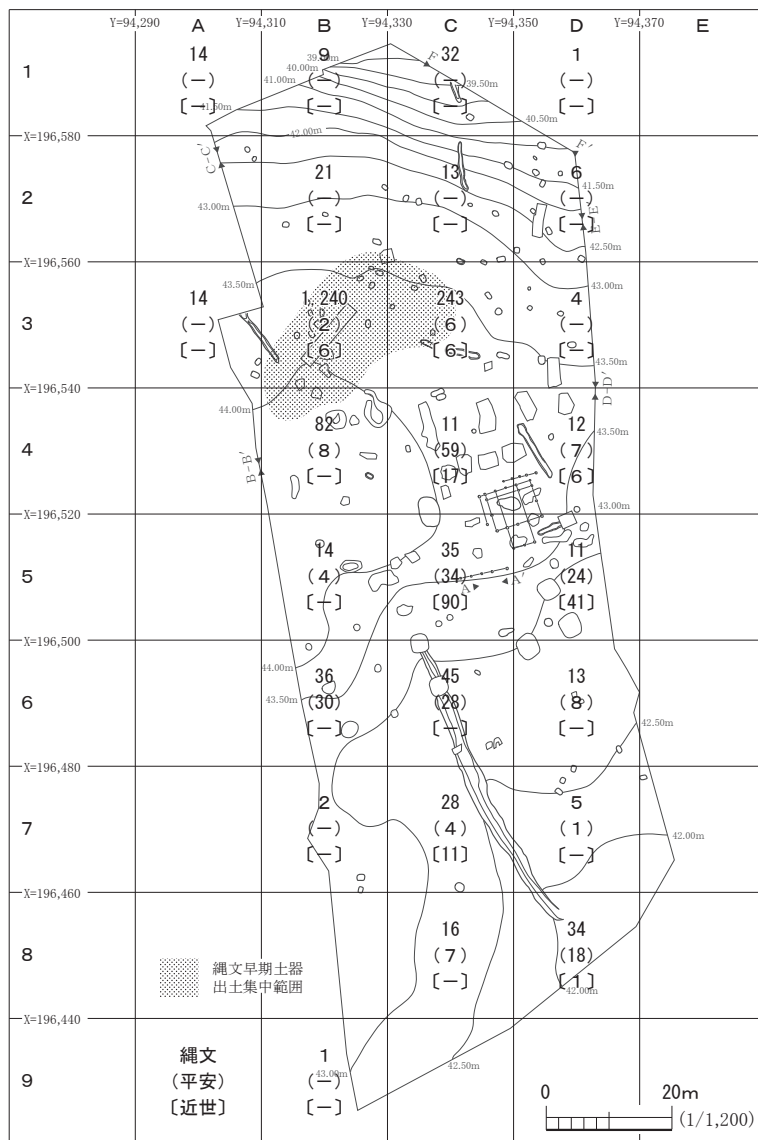 Y=94,290 A Y=94,310 B Y=94,330 C Y=94,350 D Y=94,370 E
1
14
(－)
[－]
9
(－)
[－]
32
(－)
[－]
1
(－)
[－]
39.00m
40.00m
41.00m
41.50m
42.00m
F
39.50m
40.50m
F'
X=196,580
C-C'
2
21
(－)
[－]
13
(－)
[－]
6
(－)
[－]
41.50m
E-E'
43.00m
42.50m
X=196,560
43.50m
43.00m
3
14
(－)
[－]
1,240
(2)
[6]
243
(6)
[6]
4
(－)
[－]
43.50m
X=196,540
44.00m
D-D'
4
82
(8)
[－]
11
(59)
[17]
12
(7)
[6]
43.50m
B-B'
43.00m
X=196,520
5
14
(4)
[－]
35
(34)
[90]
11
(24)
[41]
A
A'
X=196,500
44.00m
43.50m
6
36
(30)
[－]
45
(28)
[－]
13
(8)
[－]
42.50m
X=196,480
7
2
(－)
[－]
28
(4)
[11]
5
(1)
[－]
42.00m
X=196,460
8
16
(7)
[－]
34
(18)
[1]
42.00m
縄文早期土器
出土集中範囲
X=196,440
9
縄文
(平安)
〔近世〕
1
(－)
[－]
43.00m
42.50m
0 20m
(1/1,200)